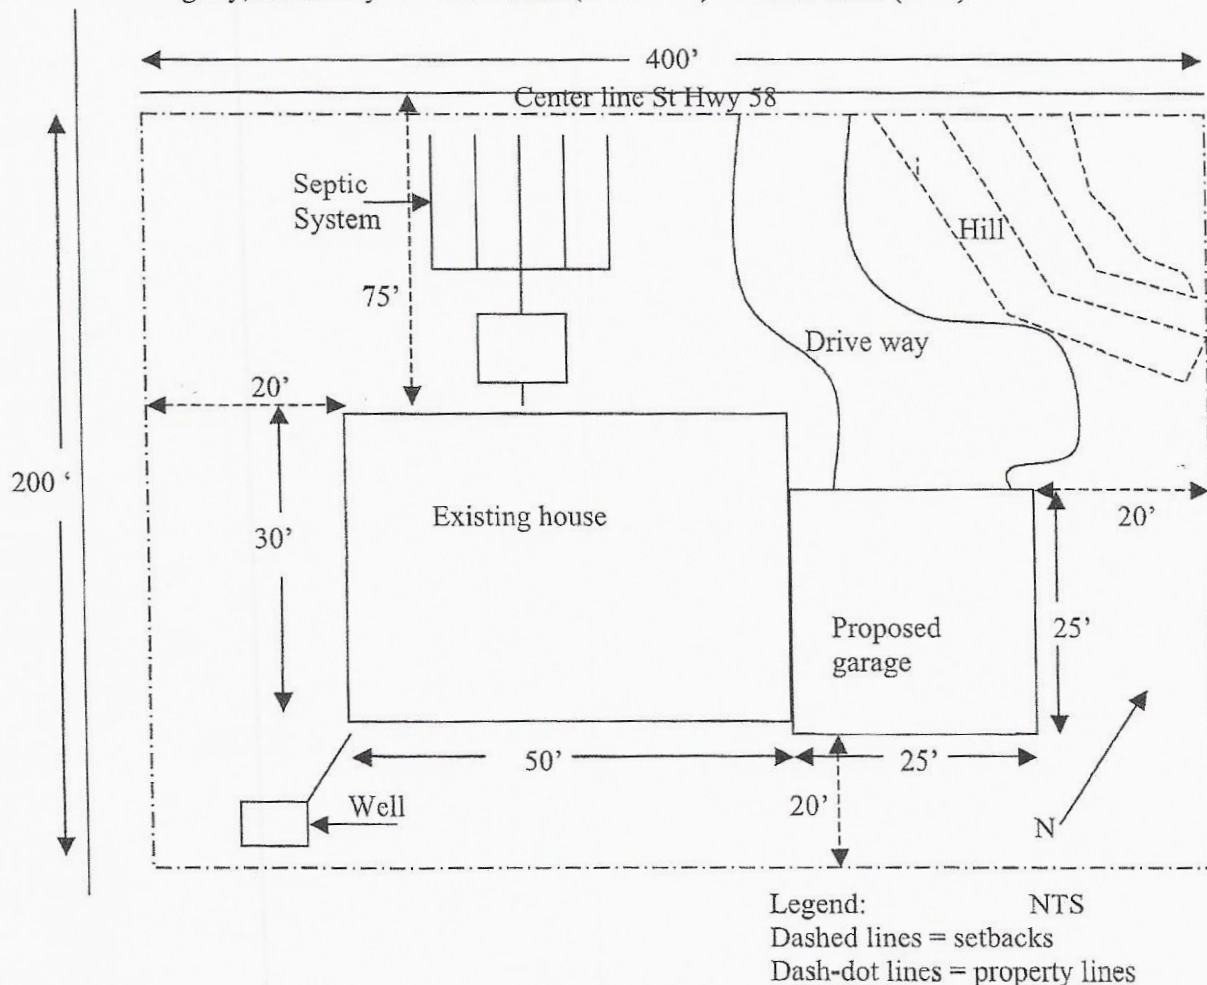 400’
Center line St Hwy 58
Septic
System
Hill
75’
Drive way
20’
200 ‘
20’
Existing house
30’
Proposed
garage
25’
50’
25’
20’
Well
N
Legend: NTS
Dashed lines = setbacks
Dash-dot lines = property lines